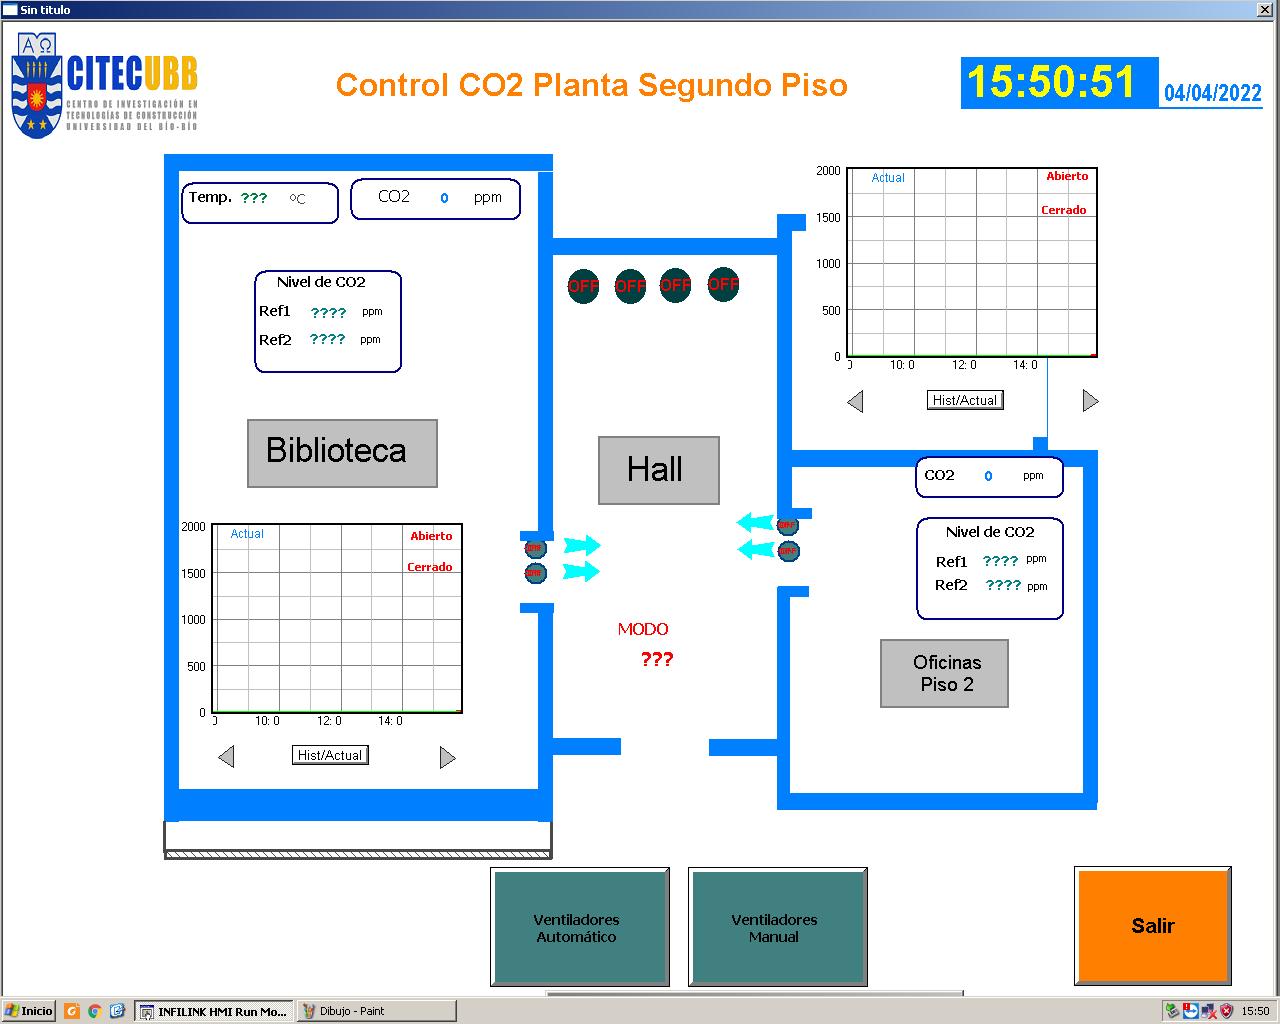 Sin titulo
ΑΩ
CITECUBB
CENTRO DE INVESTIGACIÓN EN
TECNOLOGÍAS DE CONSTRUCCIÓN
UNIVERSIDAD DEL BÍO-BÍO
Control CO2 Planta Segundo Piso
15:50:51
04/04/2022
Temp. ??? ºC
CO2 0 ppm
Nivel de CO2
Ref1 ???? ppm
Ref2 ???? ppm
Biblioteca
2000
1500
1000
500
0
Actual
Abierto
Cerrado
10: 0 12: 0 14: 0
Hist/Actual
OFF OFF OFF OFF
Hall
OFF
OFF
OFF
OFF
MODO
???
2000
1500
1000
500
0
Actual
Abierto
Cerrado
10: 0 12: 0 14: 0
Hist/Actual
CO2 0 ppm
Nivel de CO2
Ref1 ???? ppm
Ref2 ???? ppm
Oficinas
Piso 2
Ventiladores
Automático
Ventiladores
Manual
Salir
Inicio
INFILINK HMI Run Mo...
Dibujo - Paint
15:50